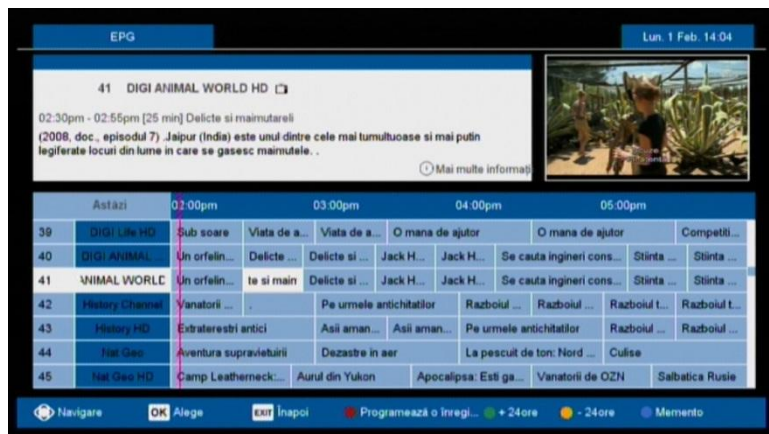 EPG
Lun. 1 Feb. 14:04
41 DIGI ANIMAL WORLD HD
02:30pm - 02:55pm [25 min] Delicte si maimutareli
(2008, doc., episodul 7) .Jaipur (India) este unul dintre cele mai tumultuoase si mai putin
legiferate locuri din lume in care se gasesc maimutele. .
Mai multe informaţi
Astazi 02:00pm 03:00pm 04:00pm 05:00pm
39 DIGI Life HD Sub soare Viata de a... Viata de a... O mana de ajutor O mana de ajutor Competiti...
40 DIGI ANIMAL ... Un orfelin... Delicte ... Delicte si ... Jack H... Jack H... Se cauta ingineri cons... Stiinta ... Stiinta ...
41 ANIMAL WORLD Un orfelin... te si main Delicte si ... Jack H... Jack H... Se cauta ingineri cons... Stiinta ... Stiinta ...
42 History Channel Vanatorii ... . Pe urmele antichitatilor Razboiul ... Razboiul ... Razboiul t... Razboiul t...
43 History HD Extraterestri antici Asii aman... Asii aman... Pe urmele antichitatilor Razboiul ... Razboiul ...
44 Nat Geo Aventura supravietuirii Dezastre in aer La pescuit de ton: Nord ... Culise
45 Nat Geo HD Camp Leatherneck:... Aurul din Yukon Apocalipsa: Esti ga... Vanatorii de OZN Salbatica Rusie
Navigare OK Alege EXIT Înapoi Programează o înregi... + 24ore - 24ore Memento